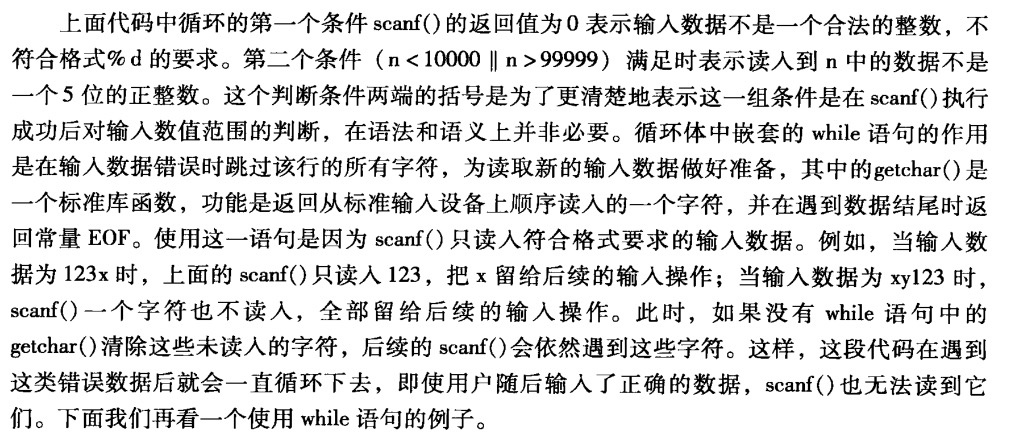 上面代码中循环的第一个条件 scanf()的返回值为 0 表示输入数据不是一个合法的整数，不
符合格式% d 的要求。第二个条件（n < 10000 ‖ n > 99999）满足时表示读入到 n 中的数据不是
一个 5 位的正整数。这个判断条件两端的括号是为了更清楚地表示这一组条件是在 scanf()执行
成功后对输入数值范围的判断，在语法和语义上并非必要。循环体中嵌套的 while 语句的作用
是在输入数据错误时跳过该行的所有字符，为读取新的输入数据做好准备，其中的getchar()是
一个标准库函数，功能是返回从标准输入设备上顺序读入的一个字符，并在遇到数据结尾时返
回常量 EOF。使用这一语句是因为 scanf()只读入符合格式要求的输入数据。例如，当输入数
据为 123x 时，上面的 scanf()只读入 123，把 x 留给后续的输入操作；当输入数据为 xy123 时，
scanf()一个字符也不读入，全部留给后续的输入操作。此时，如果没有 while 语句中的
getchar()清除这些未读入的字符，后续的 scanf()会依然遇到这些字符。这样，这段代码在遇到
这类错误数据后就会一直循环下去，即使用户随后输入了正确的数据，scanf()也无法读到它
们。下面我们再看一个使用 while 语句的例子。